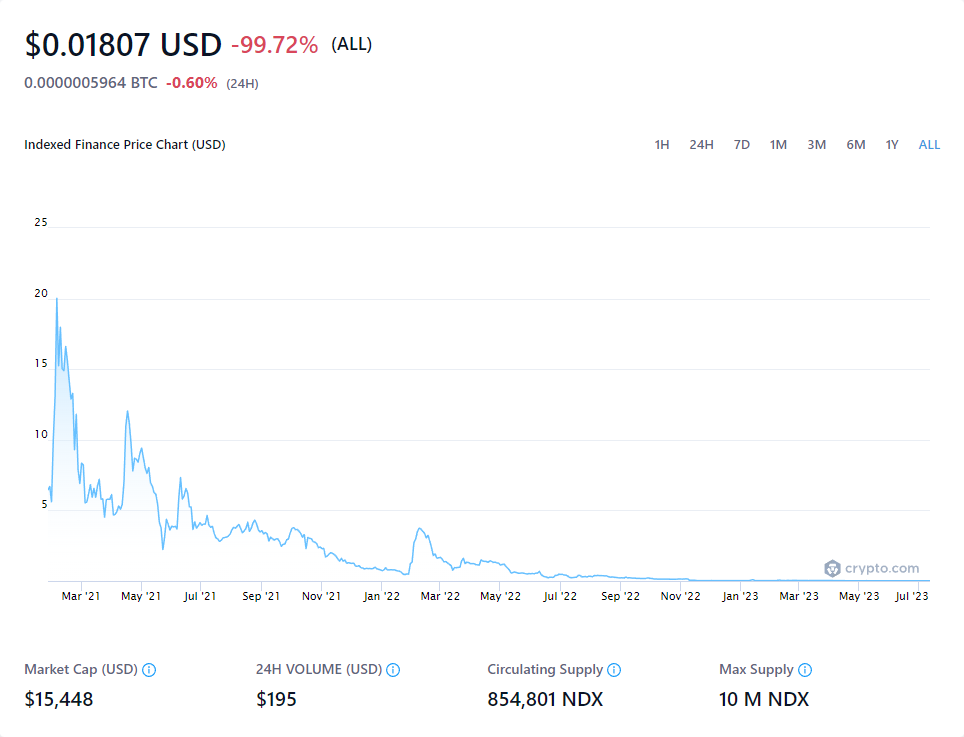 $0.01807 USD -99.72% (ALL)
0.0000005964 BTC -0.60% (24H)
Indexed Finance Price Chart (USD) 1H 24H 7D 1M 3M 6M 1Y ALL
25
20
15
10
5
crypto.com
Mar '21 May '21 Jul '21 Sep '21 Nov '21 Jan '22 Mar '22 May '22 Jul '22 Sep '22 Nov '22 Jan '23 Mar '23 May '23 Jul '23
Market Cap (USD) 24H VOLUME (USD) Circulating Supply Max Supply
$15,448 $195 854,801 NDX 10 M NDX